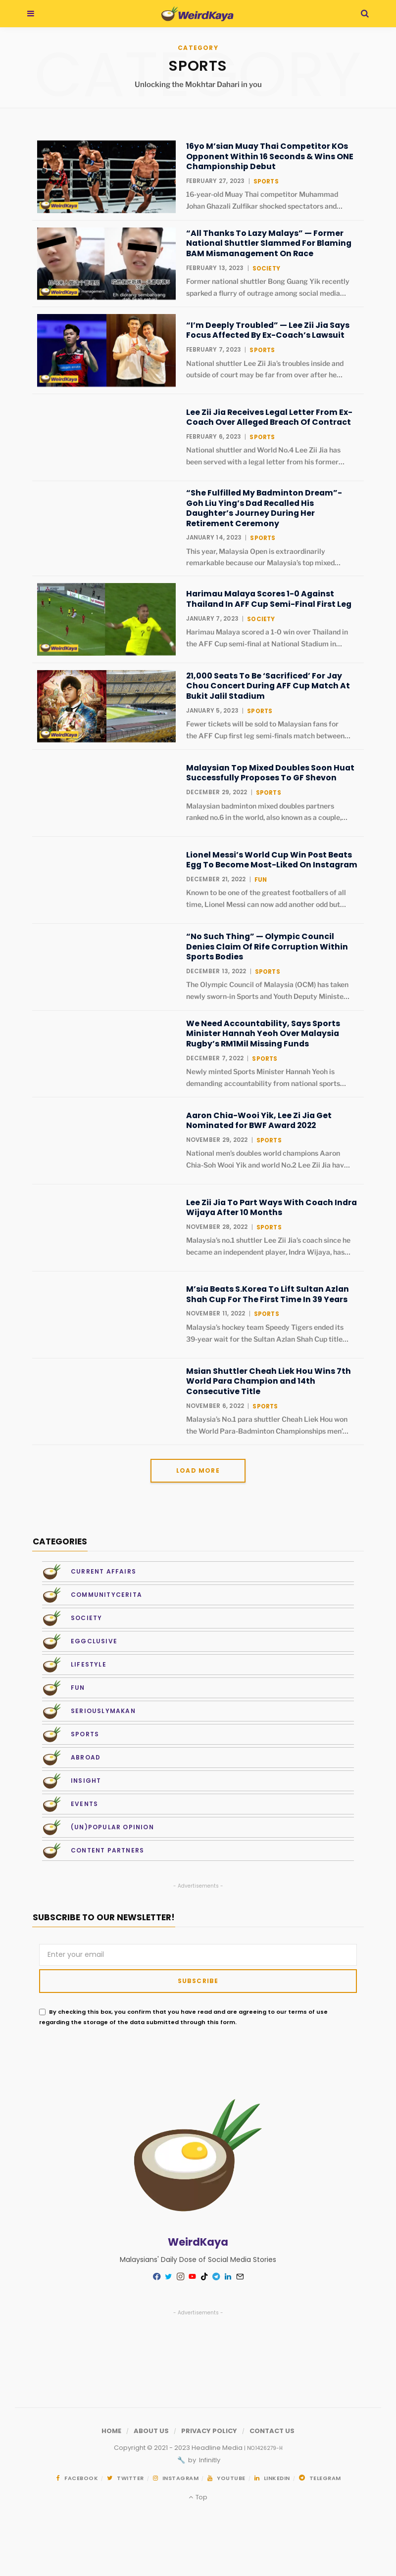 WeirdKaya
CATEGORY
CATEGORY
SPORTS
Unlocking the Mokhtar Dahari in you
16yo M’sian Muay Thai Competitor KOs
Opponent Within 16 Seconds & Wins ONE
Championship Debut
FEBRUARY 27, 2023 | SPORTS
16-year-old Muay Thai competitor Muhammad
Johan Ghazali Zulfikar shocked spectators and…
WeirdKaya
“All Thanks To Lazy Malays” — Former
National Shuttler Slammed For Blaming
BAM Mismanagement On Race
FEBRUARY 13, 2023 | SOCIETY
Former national shuttler Bong Guang Yik recently
sparked a flurry of outrage among social media…
WeirdKaya
“I’m Deeply Troubled” — Lee Zii Jia Says
Focus Affected By Ex-Coach’s Lawsuit
FEBRUARY 7, 2023 | SPORTS
National shuttler Lee Zii Jia’s troubles inside and
outside of court may be far from over after he…
WeirdKaya
Lee Zii Jia Receives Legal Letter From Ex-
Coach Over Alleged Breach Of Contract
FEBRUARY 6, 2023 | SPORTS
National shuttler and World No.4 Lee Zii Jia has
been served with a legal letter from his former…
“She Fulfilled My Badminton Dream”-
Goh Liu Ying’s Dad Recalled His
Daughter’s Journey During Her
Retirement Ceremony
JANUARY 14, 2023 | SPORTS
This year, Malaysia Open is extraordinarily
remarkable because our Malaysia’s top mixed…
Harimau Malaya Scores 1-0 Against
Thailand In AFF Cup Semi-Final First Leg
JANUARY 7, 2023 | SOCIETY
Harimau Malaya scored a 1-0 win over Thailand in
the AFF Cup semi-final at National Stadium in…
WeirdKaya
21,000 Seats To Be ‘Sacrificed’ For Jay
Chou Concert During AFF Cup Match At
Bukit Jalil Stadium
JANUARY 5, 2023 | SPORTS
Fewer tickets will be sold to Malaysian fans for
the AFF Cup first leg semi-finals match between…
WeirdKaya
Malaysian Top Mixed Doubles Soon Huat
Successfully Proposes To GF Shevon
DECEMBER 29, 2022 | SPORTS
Malaysian badminton mixed doubles partners
ranked no.6 in the world, also known as a couple,…
Lionel Messi’s World Cup Win Post Beats
Egg To Become Most-Liked On Instagram
DECEMBER 21, 2022 | FUN
Known to be one of the greatest footballers of all
time, Lionel Messi can now add another odd but…
“No Such Thing” — Olympic Council
Denies Claim Of Rife Corruption Within
Sports Bodies
DECEMBER 13, 2022 | SPORTS
The Olympic Council of Malaysia (OCM) has taken
newly sworn-in Sports and Youth Deputy Ministe…
We Need Accountability, Says Sports
Minister Hannah Yeoh Over Malaysia
Rugby’s RM1Mil Missing Funds
DECEMBER 7, 2022 | SPORTS
Newly minted Sports Minister Hannah Yeoh is
demanding accountability from national sports…
Aaron Chia-Wooi Yik, Lee Zi Jia Get
Nominated for BWF Award 2022
NOVEMBER 29, 2022 | SPORTS
National men’s doubles world champions Aaron
Chia-Soh Wooi Yik and world No.2 Lee Zii Jia hav…
Lee Zii Jia To Part Ways With Coach Indra
Wijaya After 10 Months
NOVEMBER 28, 2022 | SPORTS
Malaysia’s no.1 shuttler Lee Zii Jia’s coach since he
became an independent player, Indra Wijaya, has…
M’sia Beats S.Korea To Lift Sultan Azlan
Shah Cup For The First Time In 39 Years
NOVEMBER 11, 2022 | SPORTS
Malaysia’s hockey team Speedy Tigers ended its
39-year wait for the Sultan Azlan Shah Cup title…
Msian Shuttler Cheah Liek Hou Wins 7th
World Para Champion and 14th
Consecutive Title
NOVEMBER 6, 2022 | SPORTS
Malaysia’s No.1 para shuttler Cheah Liek Hou won
the World Para-Badminton Championships men’…
LOAD MORE
CATEGORIES
CURRENT AFFAIRS
COMMUNITYCERITA
SOCIETY
EGGCLUSIVE
LIFESTYLE
FUN
SERIOUSLYMAKAN
SPORTS
ABROAD
INSIGHT
EVENTS
(UN)POPULAR OPINION
CONTENT PARTNERS
- Advertisements -
SUBSCRIBE TO OUR NEWSLETTER!
Enter your email
SUBSCRIBE
By checking this box, you confirm that you have read and are agreeing to our terms of use
regarding the storage of the data submitted through this form.
WeirdKaya
Malaysians' Daily Dose of Social Media Stories
- Advertisements -
HOME / ABOUT US / PRIVACY POLICY / CONTACT US
Copyright © 2021 - 2023 Headline Media
by Infinitly
FACEBOOK / TWITTER / INSTAGRAM / YOUTUBE / LINKEDIN / TELEGRAM
Top